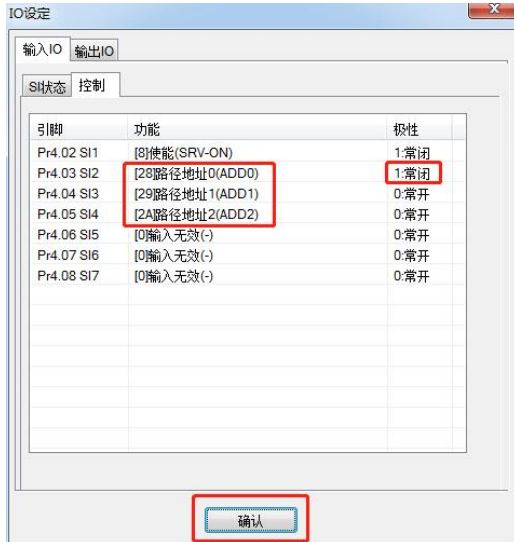 IO设定
输入IO 输出IO
SI状态 控制
引脚 功能 极性
Pr4.02 SI1 [8]使能(SRV-ON) 1:常闭
Pr4.03 SI2 [28]路径地址0(ADD0) 1:常闭
Pr4.04 SI3 [29]路径地址1(ADD1) 0:常开
Pr4.05 SI4 [2A]路径地址2(ADD2) 0:常开
Pr4.06 SI5 [0]输入无效(-) 0:常开
Pr4.07 SI6 [0]输入无效(-) 0:常开
Pr4.08 SI7 [0]输入无效(-) 0:常开
确认